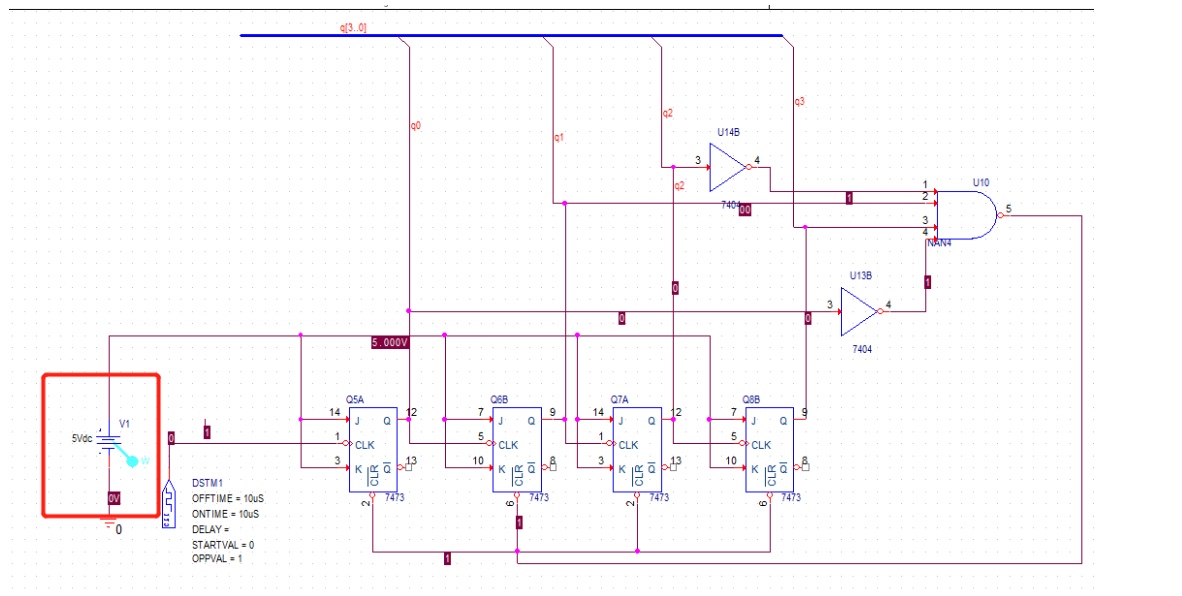 q[3..0]
q0
q1
q2
q3
U14B
3
4
q2
7404
00
1
1
2
3
4
U10
5
NAN4
U13B
3
4
7404
1
0
0
0
5.000V
V1
5Vdc
W
0V
0
0
1
DSTM1
OFFTIME = 10uS
ONTIME = 10uS
DELAY =
STARTVAL = 0
OPPVAL = 1
Q5A
14
J
Q
12
1
CLK
3
K
CLR
Q
13
2
7473
Q6B
7
J
Q
9
5
CLK
10
K
CLR
Q
8
6
7473
Q7A
14
J
Q
12
1
CLK
3
K
CLR
Q
13
2
7473
Q8B
7
J
Q
9
5
CLK
10
K
CLR
Q
8
6
7473
1
1